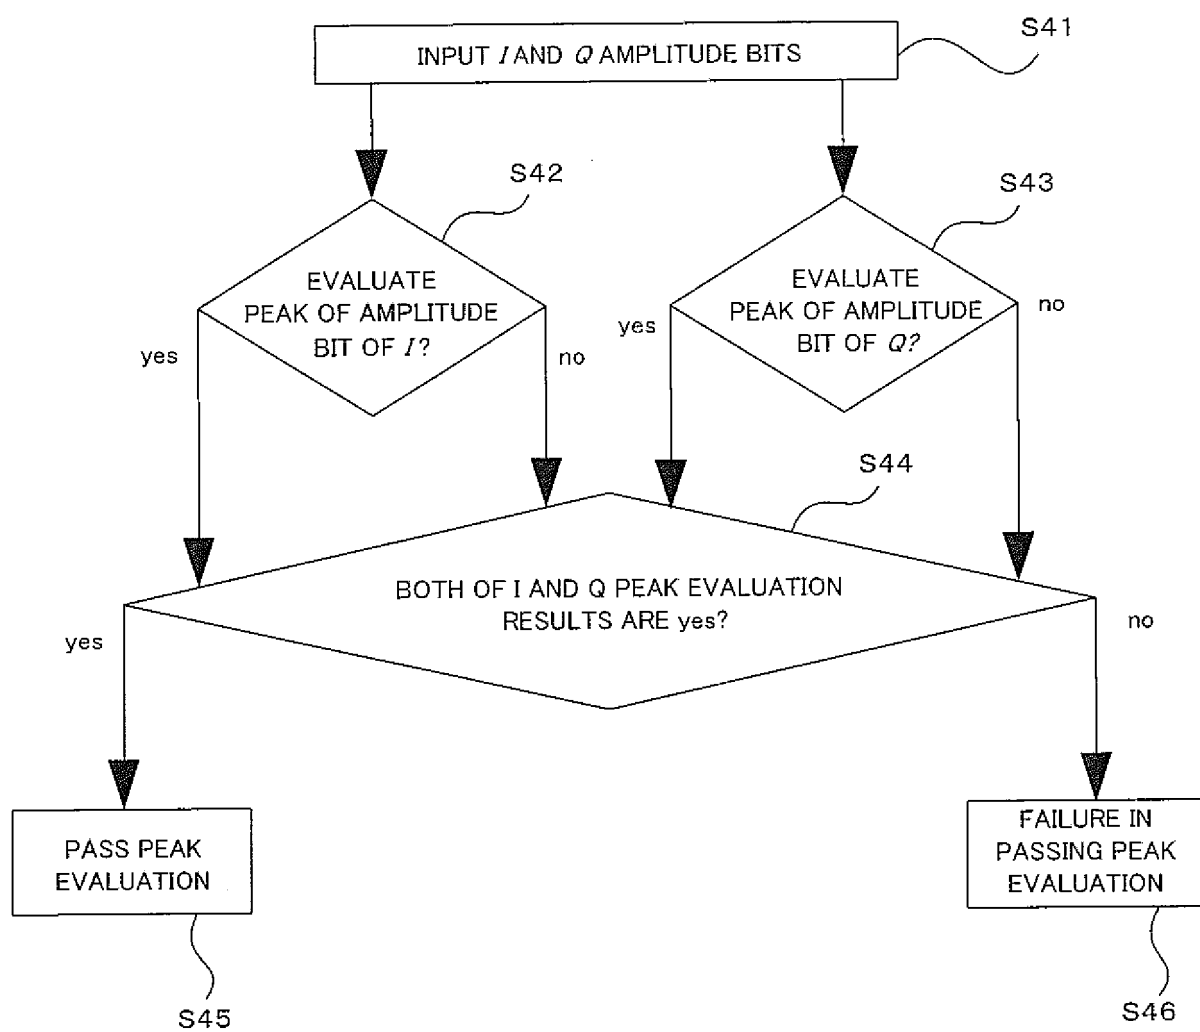 S41
INPUT I AND Q AMPLITUDE BITS
S42
S43
EVALUATE
PEAK OF AMPLITUDE
BIT OF I?
yes
no
EVALUATE
PEAK OF AMPLITUDE
BIT OF Q?
yes
no
S44
BOTH OF I AND Q PEAK EVALUATION
RESULTS ARE yes?
yes
no
PASS PEAK
EVALUATION
FAILURE IN
PASSING PEAK
EVALUATION
S45
S46